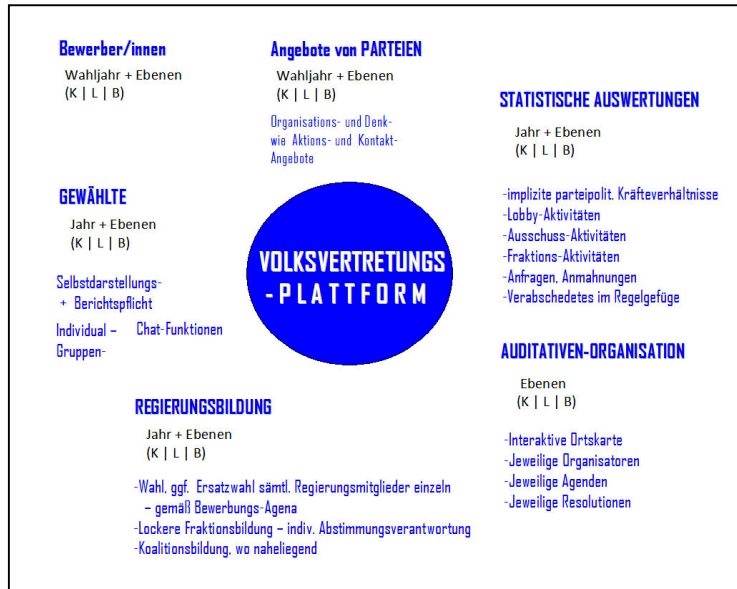 Bewerber/innen
Wahljahr + Ebenen
(K | L | B)
Angebote von PARTEIEN
Wahljahr + Ebenen
(K | L | B)
Organisations- und Denk-
wie Aktions- und Kontakt-
Angebote
STATISTISCHE AUSWERTUNGEN
Jahr + Ebenen
(K | L | B)
-implizite parteipolit. Kräfteverhältnisse
-Lobby-Aktivitäten
-Ausschuss-Aktivitäten
-Fraktions-Aktivitäten
-Anfragen, Anmahnungen
-Verabschedetes im Regelgefüge
GEWÄHLTE
Jahr + Ebenen
(K | L | B)
Selbstdarstellungs-
+ Berichtspflicht
Individual – Chat-Funktionen
Gruppen-
VOLKSVERTRETUNGS
-PLATTFORM
AUDITATIVEN-ORGANISATION
Ebenen
(K | L | B)
-Interaktive Ortskarte
-Jeweilige Organisatoren
-Jeweilige Agenden
-Jeweilige Resolutionen
REGIERUNGSBILDUNG
Jahr + Ebenen
(K | L | B)
-Wahl, ggf. Ersatzwahl sämtl. Regierungsmitglieder einzeln
– gemäß Bewerbungs-Agena
-Lockere Fraktionsbildung – indiv. Abstimmungsverantwortung
-Koalitionsbildung, wo naheliegend